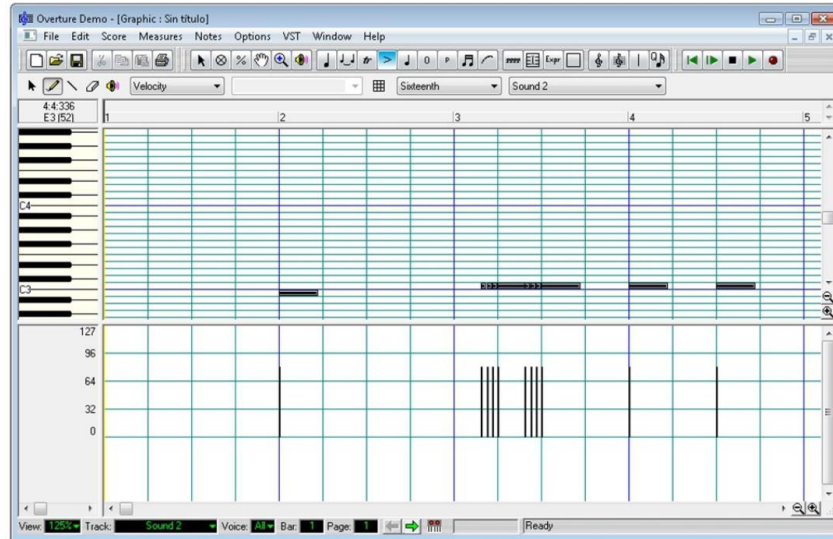 Overture Demo - [Graphic : Sin título]
File Edit Score Measures Notes Options VST Window Help
tr O P Expr
Velocity Sixteenth Sound 2
4:4:336
E3 (52)
1 2 3 4 5
C4
C3
127
96
64
32
0
View: 125% Track: Sound 2 Voice: All Bar: 1 Page: 1 Ready